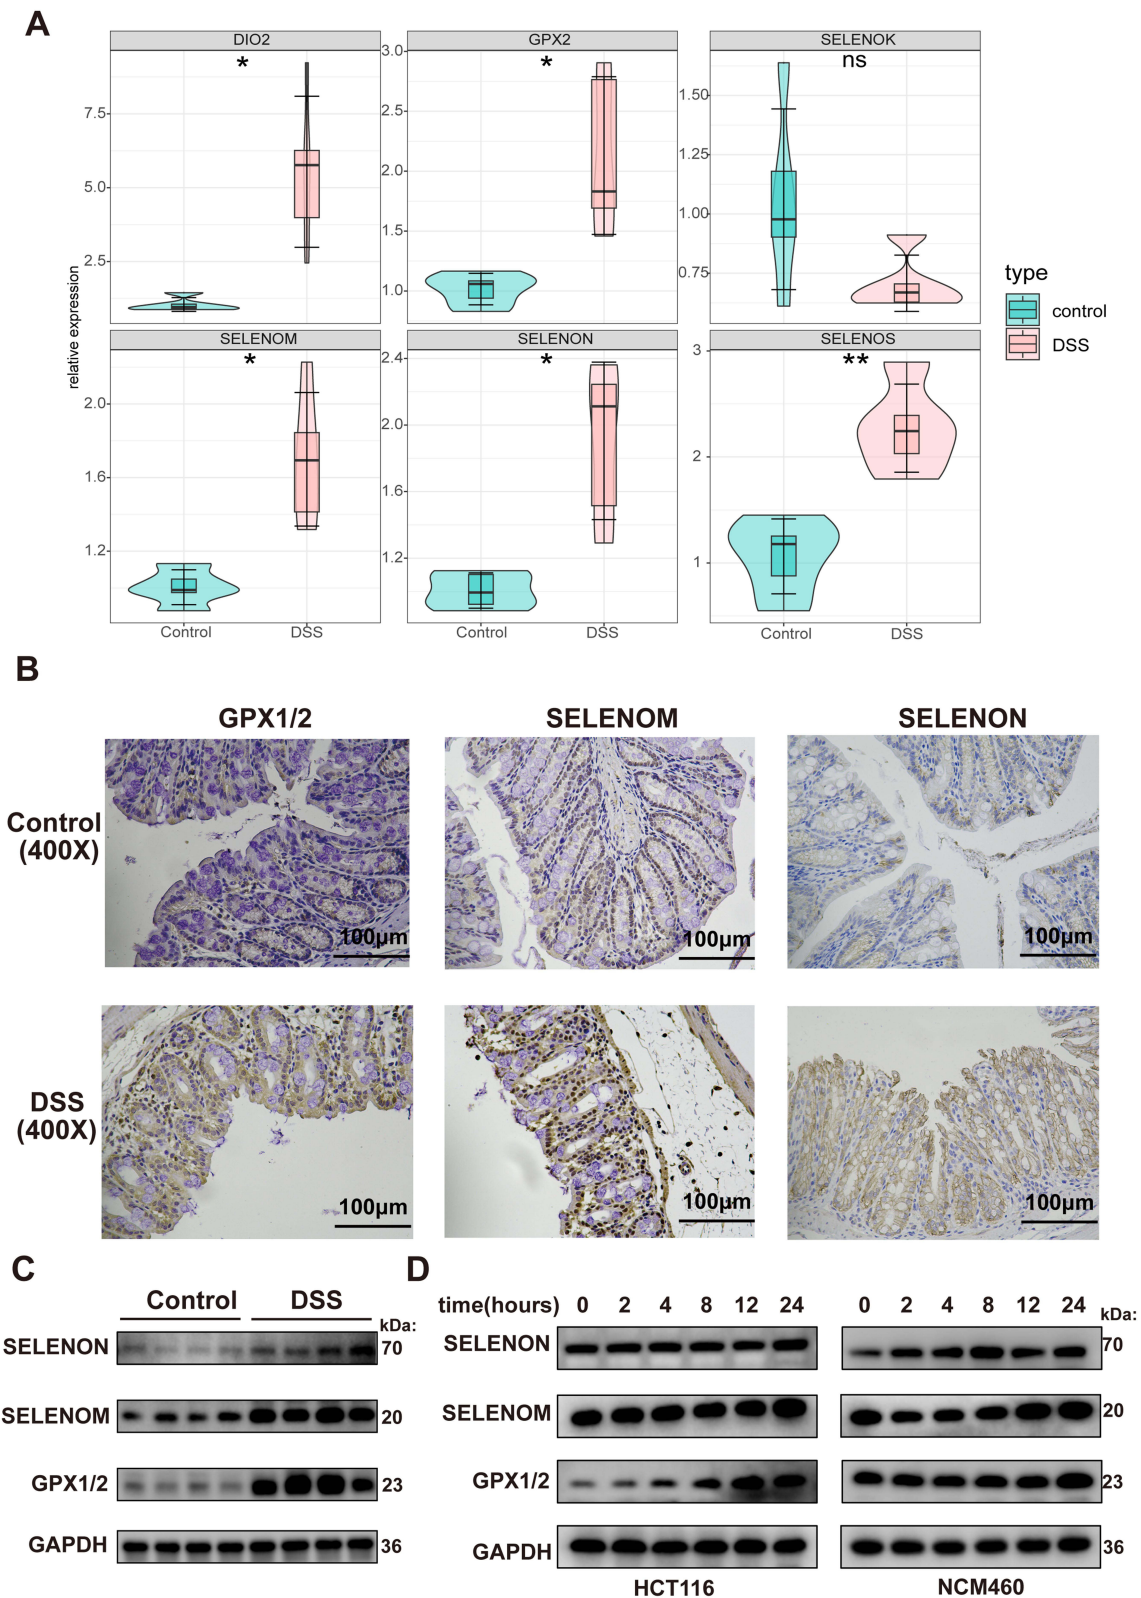 A
DIO2
GPX2
SELENOK
*
*
ns
7.5
5.0
2.5
3.0
2.5
2.0
1.5
1.0
1.50
1.25
1.00
0.75
relative expression
type
control
DSS
SELENOM
SELENON
SELENOS
*
*
**
2.0
1.6
1.2
2.4
2.0
1.6
1.2
3
2
1
Control DSS
Control DSS
Control DSS
B
GPX1/2 SELENOM SELENON
Control
(400X)
100μm
100μm
100μm
DSS
(400X)
100μm
100μm
100μm
C
Control DSS
kDa:
SELENON 70
SELENOM 20
GPX1/2 23
GAPDH 36
D
time(hours) 0 2 4 8 12 24 0 2 4 8 12 24
kDa:
SELENON 70
SELENOM 20
GPX1/2 23
GAPDH 36
HCT116 NCM460